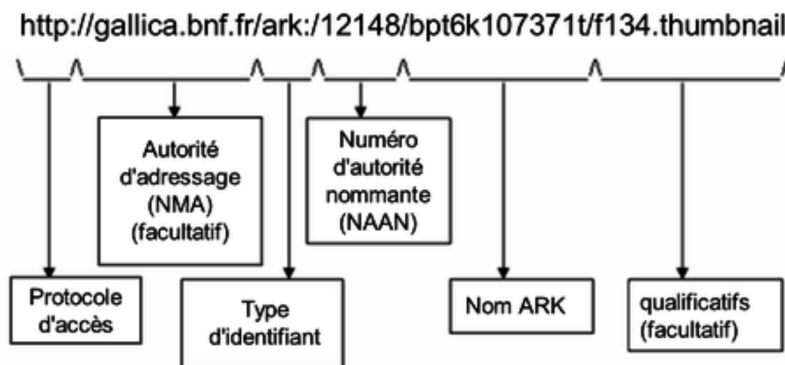 http://gallica.bnf.fr/ark:/12148/bpt6k107371t/f134.thumbnail
Autorité
d'adressage
(NMA)
(facultatif)
Numéro
d'autorité
nommante
(NAAN)
Protocole
d'accès
Type
d'identifiant
Nom ARK
qualificatifs
(facultatif)